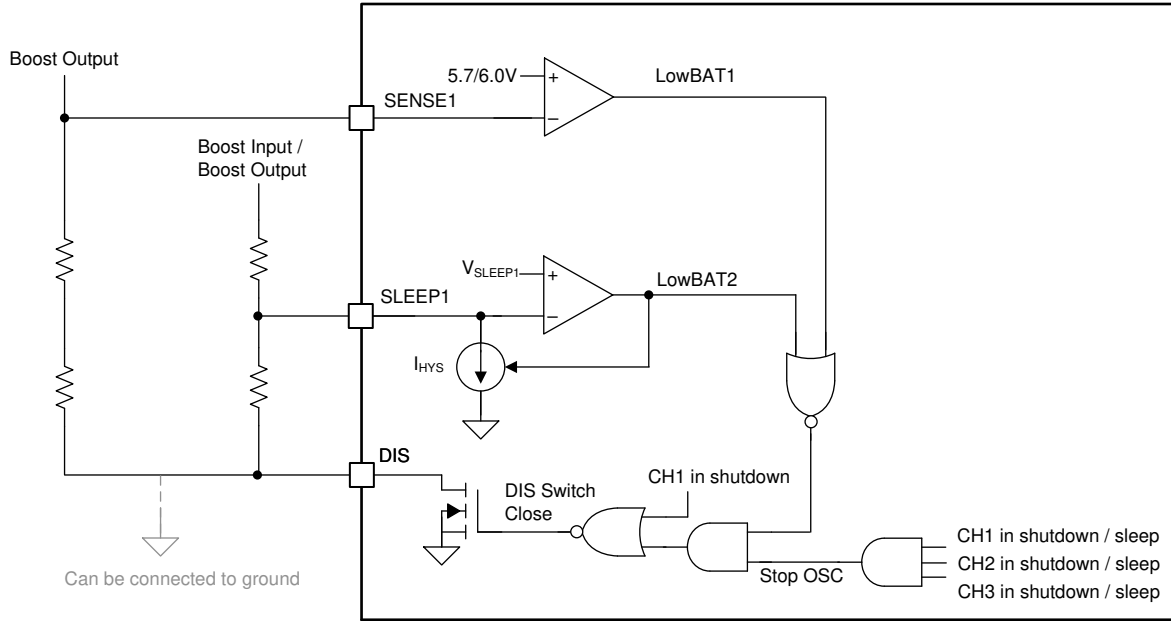 Boost Output
5.7/6.0V
LowBAT1
SENSE1
Boost Input /
Boost Output
VSLEEP1
LowBAT2
SLEEP1
IHYS
DIS
CH1 in shutdown
DIS Switch
Close
CH1 in shutdown / sleep
CH2 in shutdown / sleep
CH3 in shutdown / sleep
Stop OSC
Can be connected to ground